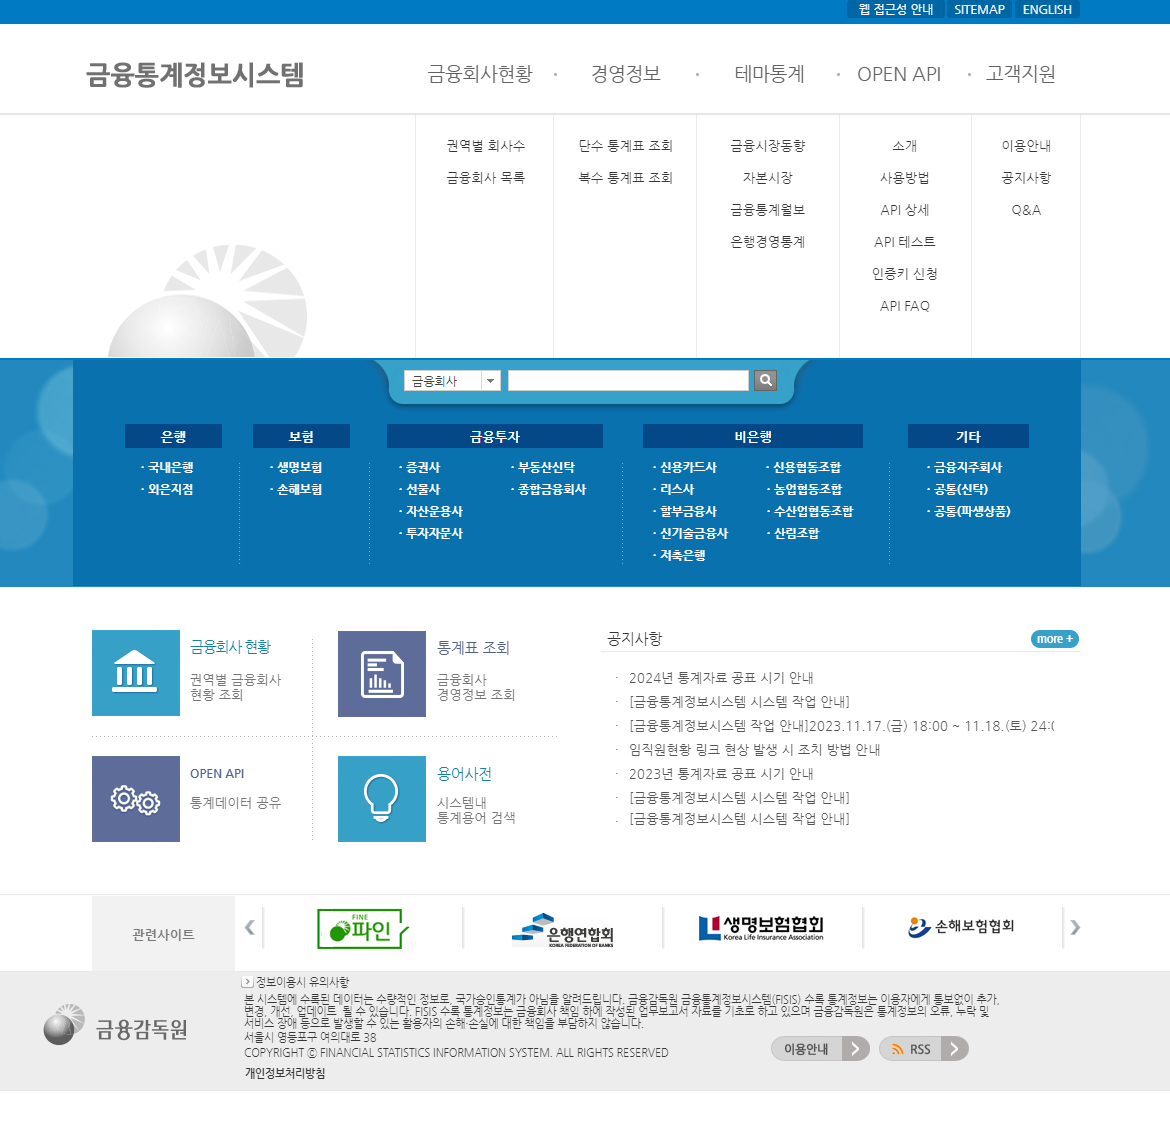 웹 접근성 안내 SITEMAP ENGLISH
금융통계정보시스템
금융회사현황 경영정보 테마통계 OPEN API 고객지원
권역별 회사수
금융회사 목록
단수 통계표 조회
복수 통계표 조회
금융시장동향
자본시장
금융통계월보
은행경영통계
소개
사용방법
API 상세
API 테스트
인증키 신청
API FAQ
이용안내
공지사항
Q&A
금융회사
은행
· 국내은행
· 외은지점
보험
· 생명보험
· 손해보험
금융투자
· 증권사
· 선물사
· 자산운용사
· 투자자문사
· 부동산신탁
· 종합금융회사
비은행
· 신용카드사
· 리스사
· 할부금융사
· 신기술금융사
· 저축은행
· 신용협동조합
· 농업협동조합
· 수산업협동조합
· 산림조합
기타
· 금융지주회사
· 공통(신탁)
· 공통(파생상품)
금융회사 현황
권역별 금융회사
현황 조회
통계표 조회
금융회사
경영정보 조회
OPEN API
통계데이터 공유
용어사전
시스템내
통계용어 검색
공지사항
more +
· 2024년 통계자료 공표 시기 안내
· [금융통계정보시스템 시스템 작업 안내]
· [금융통계정보시스템 작업 안내]2023.11.17.(금) 18:00 ~ 11.18.(토) 24:0
· 임직원현황 링크 현상 발생 시 조치 방법 안내
· 2023년 통계자료 공표 시기 안내
· [금융통계정보시스템 시스템 작업 안내]
· [금융통계정보시스템 시스템 작업 안내]
관련사이트
FINE
파인
은행연합회
KOREA FEDERATION OF BANKS
생명보험협회
Korea Life Insurance Association
손해보험협회
금융감독원
정보이용시 유의사항
본 시스템에 수록된 데이터는 수량적인 정보로, 국가승인통계가 아님을 알려드립니다. 금융감독원 금융통계정보시스템(FISIS) 수록 통계정보는 이용자에게 통보없이 추가,
변경, 개선, 업데이트 될 수 있습니다. FISIS 수록 통계정보는 금융회사 책임 하에 작성된 업무보고서 자료를 기초로 하고 있으며 금융감독원은 통계정보의 오류, 누락 및
서비스 장애 등으로 발생할 수 있는 활용자의 손해·손실에 대한 책임을 부담하지 않습니다.
서울시 영등포구 여의대로 38
COPYRIGHT ⓒ FINANCIAL STATISTICS INFORMATION SYSTEM. ALL RIGHTS RESERVED
개인정보처리방침
이용안내
RSS